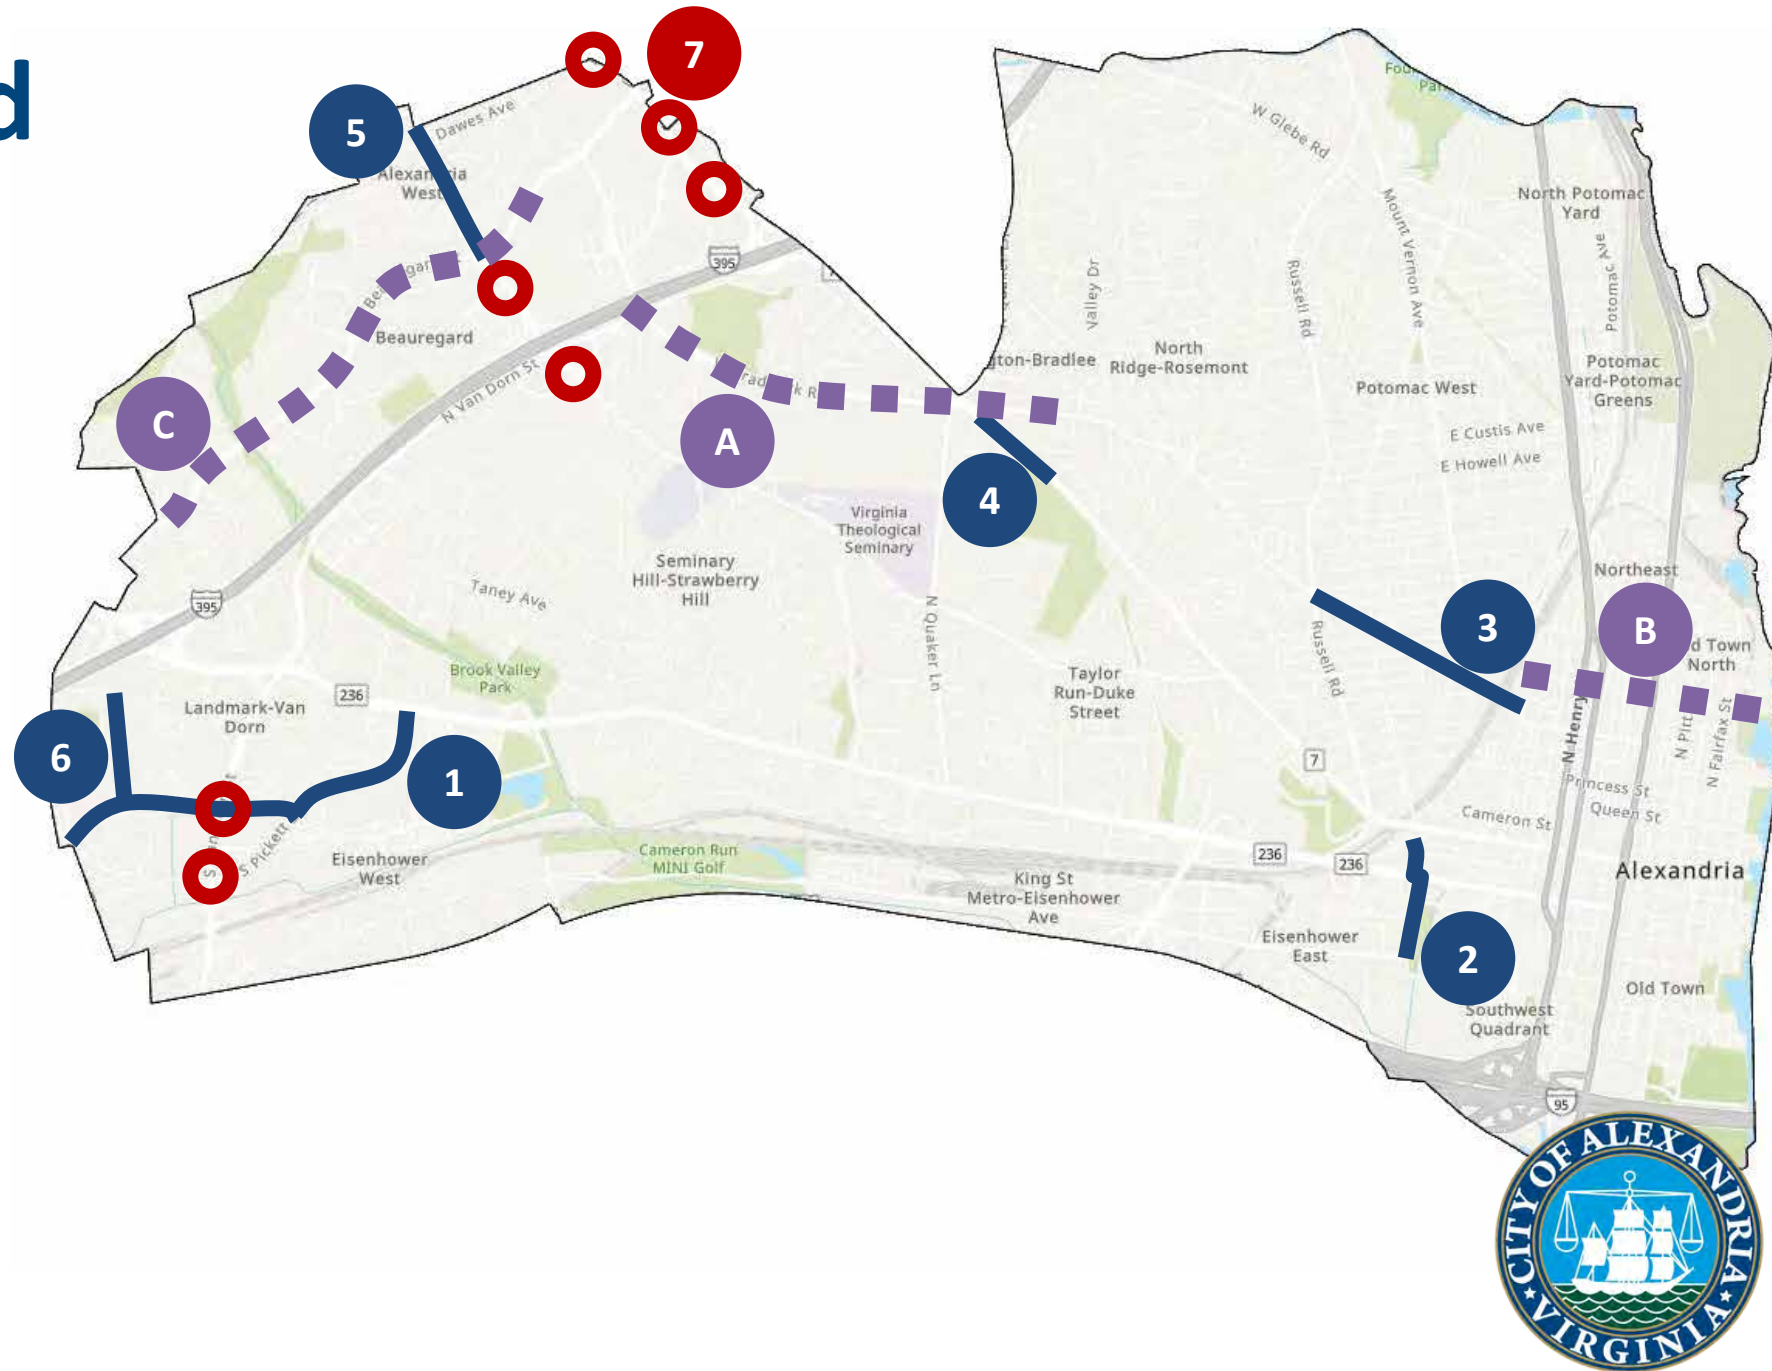 d
7
5
Dawes Ave
Alexandria
West
395
W Glebe Rd
North Potomac
Yard
Potomac Ave
Mount Vernon Ave
Russell Rd
Valley Dr
Beauregard
N Van Dorn St
North
Ridge-Rosemont
Potomac West
Potomac
Yard-Potomac
Greens
C
A
E Custis Ave
E Howell Ave
4
Virginia
Theological
Seminary
Seminary
Hill-Strawberry
Hill
Taney Ave
395
N Quaker Ln
Northeast
3
B
North
Russell Rd
Brook Valley
Park
Taylor
Run-Duke
Street
236
Landmark-Van
Dorn
N Henry
N Pitt
N Fairfax St
6
1
7
Princess St
Queen St
Cameron St
S Pickett
Eisenhower
West
Cameron Run
MINI Golf
236
236
King St
Metro-Eisenhower
Ave
Alexandria
Eisenhower
East
2
Old Town
Southwest
Quadrant
95
CITY OF ALEXANDRIA
VIRGINIA